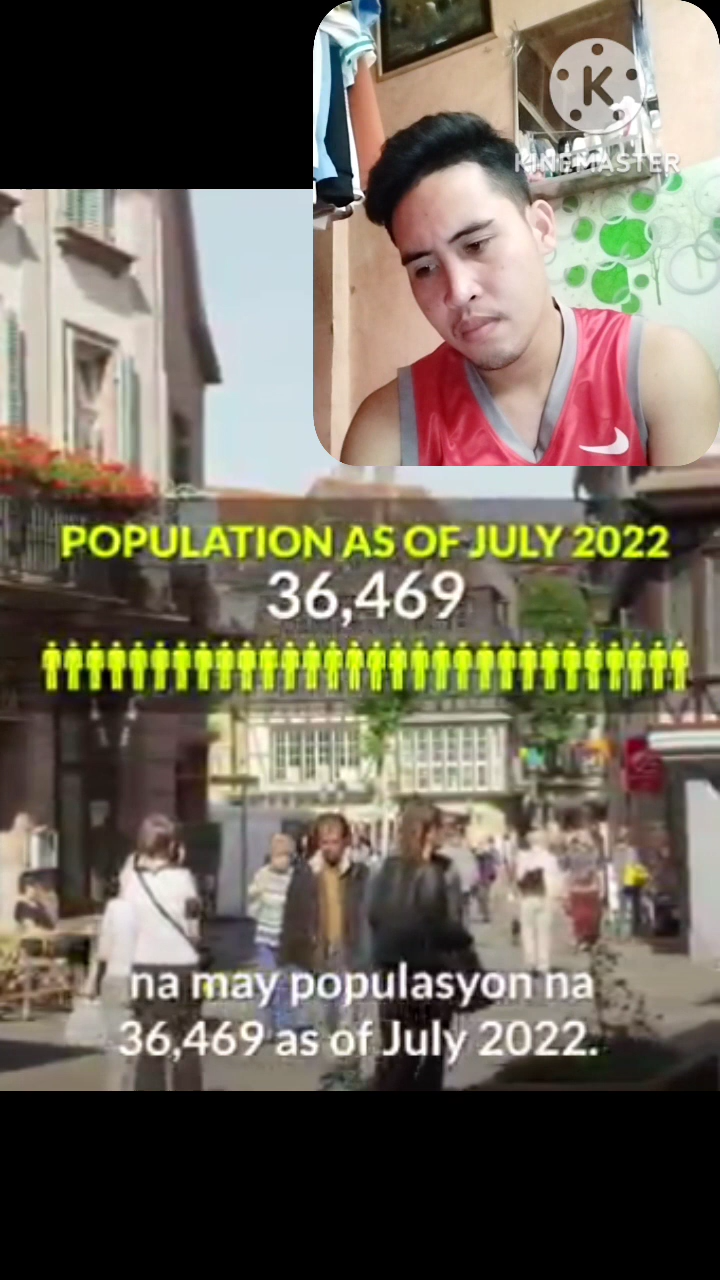 K
KINEMASTER
POPULATION AS OF JULY 2022
36,469
na may populasyon na
36,469 as of July 2022.